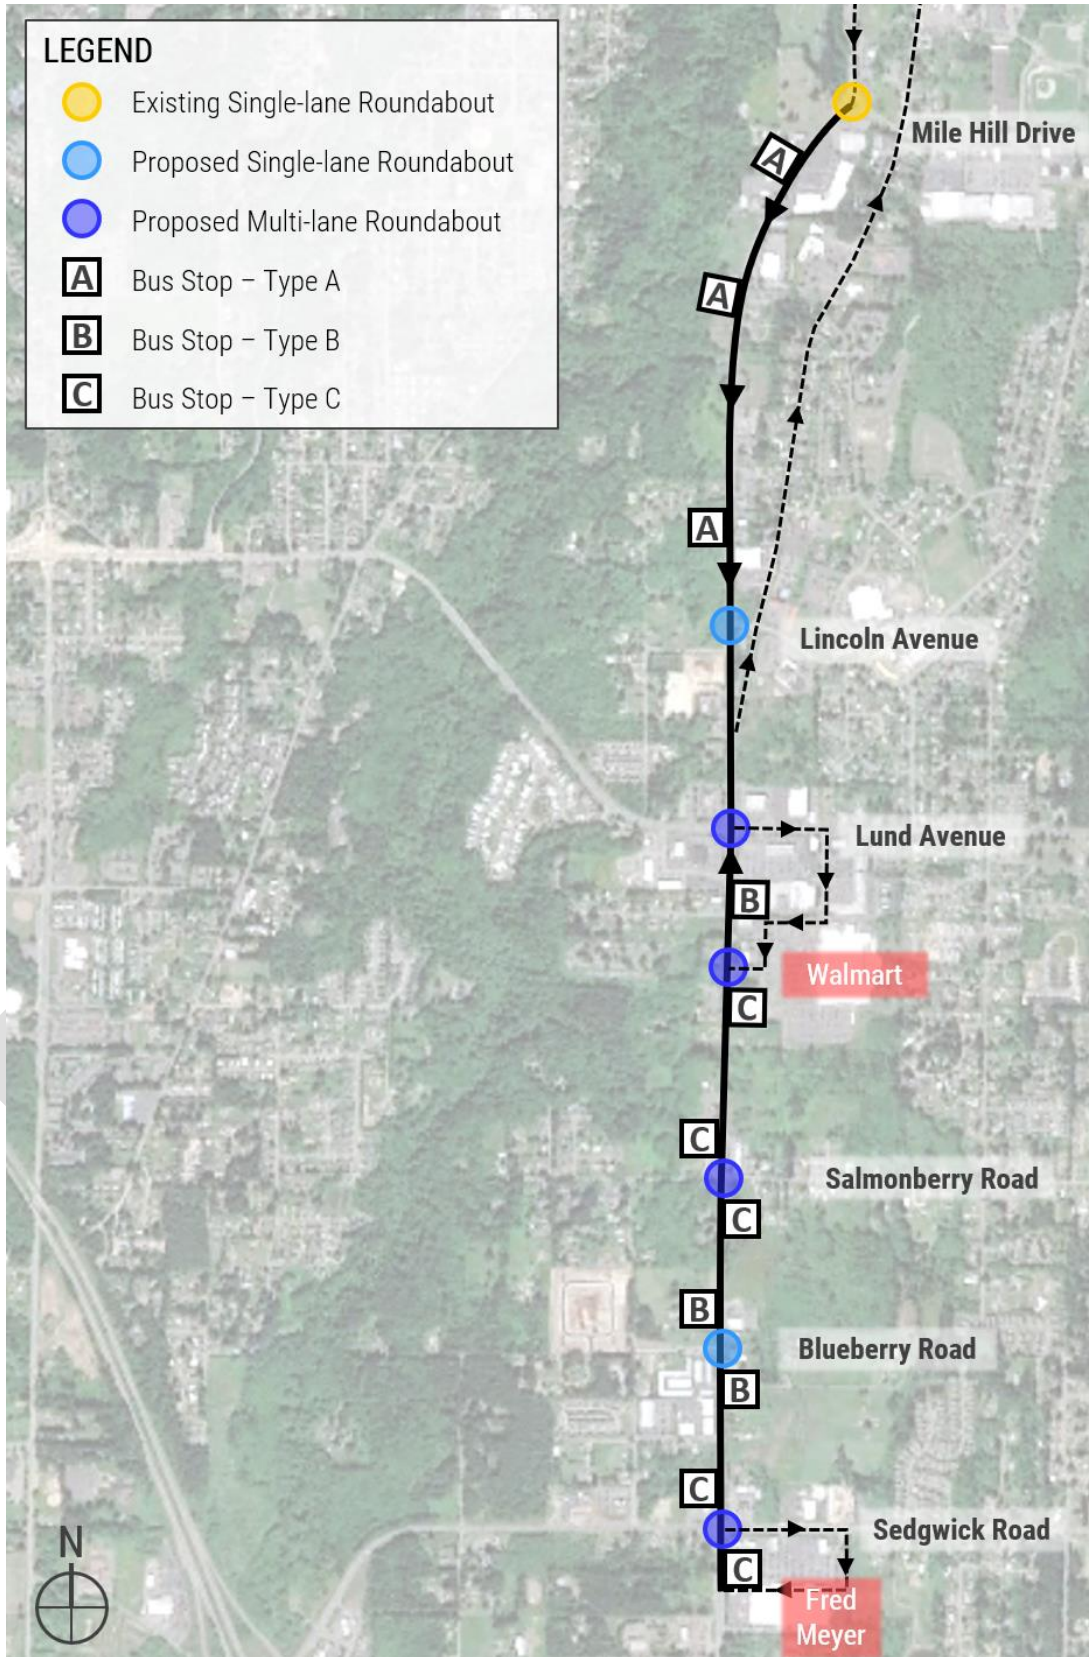 LEGEND
Existing Single-lane Roundabout
Proposed Single-lane Roundabout
Proposed Multi-lane Roundabout
A Bus Stop – Type A
B Bus Stop – Type B
C Bus Stop – Type C
Mile Hill Drive
A
A
A
Lincoln Avenue
Lund Avenue
B
Walmart
C
C
Salmonberry Road
C
B
Blueberry Road
B
C
Sedgwick Road
C
Fred
Meyer
N